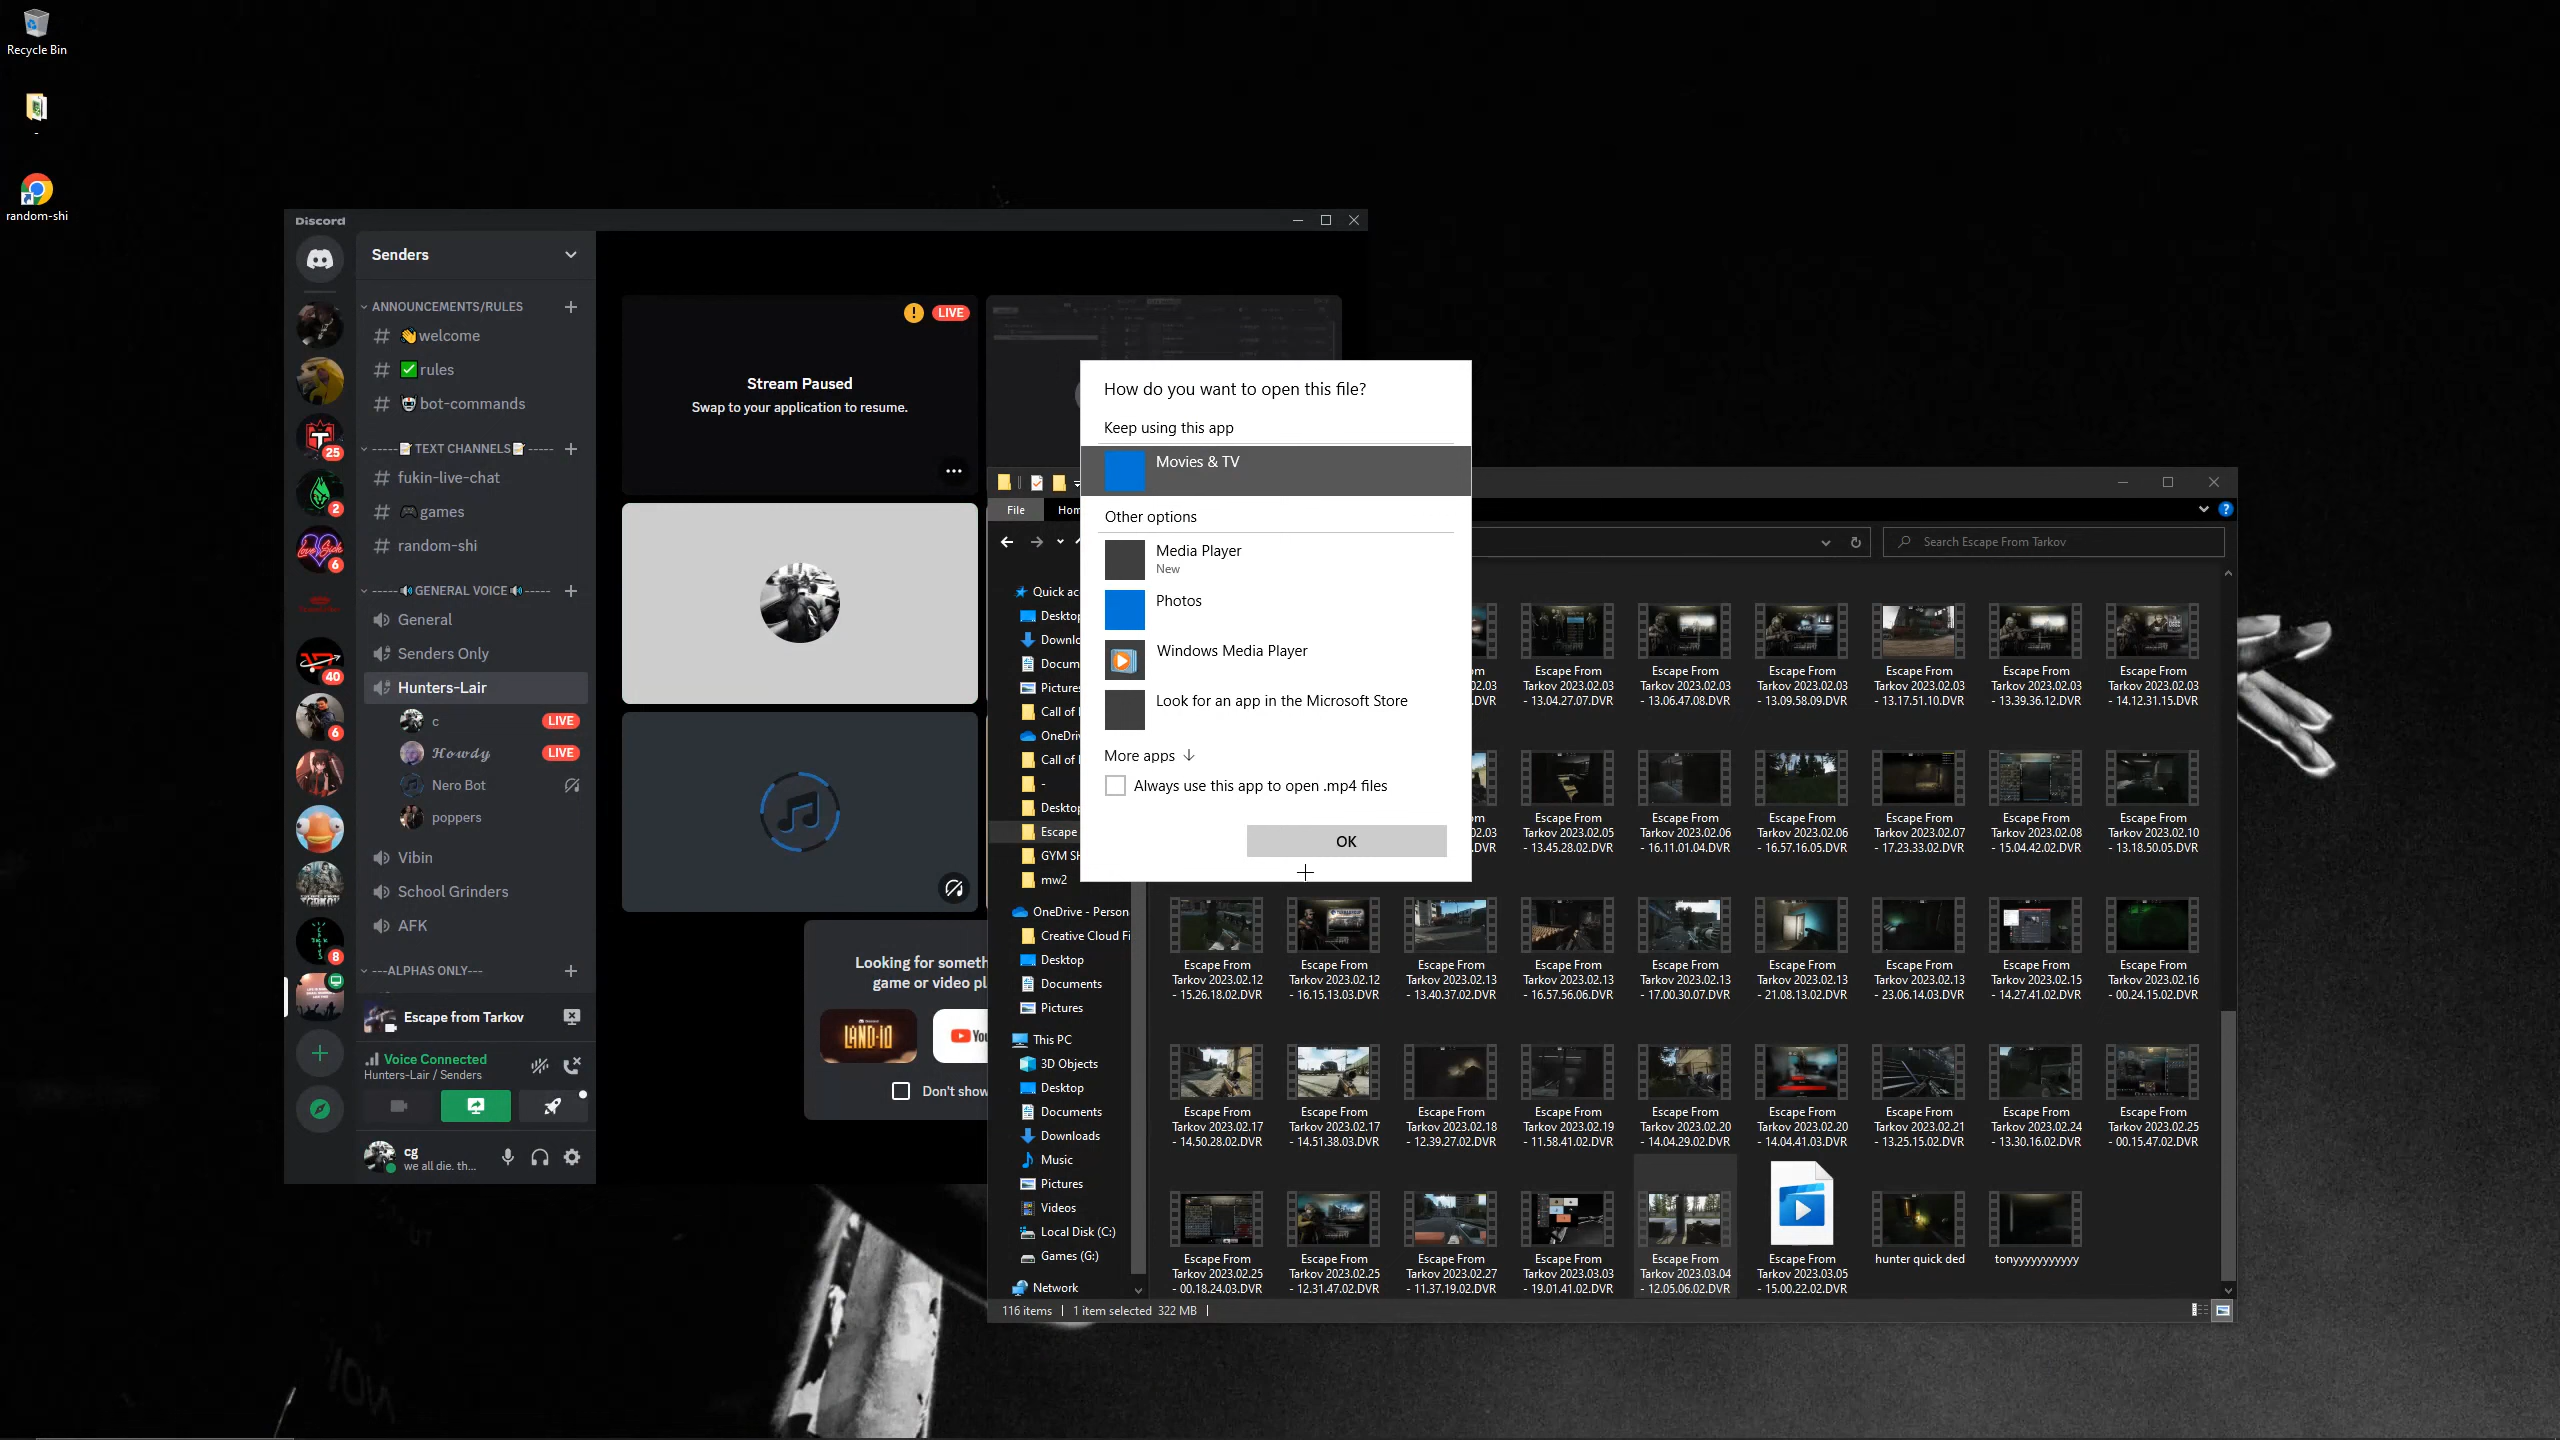 Recycle Bin
-
random-shi
Discord
Senders
ANNOUNCEMENTS/RULES
👋welcome
✅rules
🤖bot-commands
-----📝TEXT CHANNELS📝-----
fukin-live-chat
🎮games
random-shi
-----🔊GENERAL VOICE🔊-----
General
Senders Only
Hunters-Lair
c LIVE
𝓗𝓸𝔀𝓭𝔂 LIVE
Nero Bot
poppers
Vibin
School Grinders
AFK
---ALPHAS ONLY---
25
2
6
40
6
8
Escape from Tarkov
Voice Connected
Hunters-Lair / Senders
cg
we all die. th...
LIVE
Stream Paused
Swap to your application to resume.
Looking for someth
game or video pl
LAND-IO
You
Don't show
How do you want to open this file?
Keep using this app
Movies & TV
Other options
Media Player
New
Photos
Windows Media Player
Look for an app in the Microsoft Store
More apps
Always use this app to open .mp4 files
OK
File
Hom
Search Escape From Tarkov
Quick ac
Desktop
Downlo
Docum
Pictures
Call of
OneDriv
Call of
-
Desktop
Escape
GYM SH
mw2
OneDrive - Person
Creative Cloud Fi
Desktop
Documents
Pictures
This PC
3D Objects
Desktop
Documents
Downloads
Music
Pictures
Videos
Local Disk (C:)
Games (G:)
Network
02.03
Escape From
Tarkov 2023.02.03
- 13.04.27.07.DVR
Escape From
Tarkov 2023.02.03
- 13.06.47.08.DVR
Escape From
Tarkov 2023.02.03
- 13.09.58.09.DVR
Escape From
Tarkov 2023.02.03
- 13.17.51.10.DVR
Escape From
Tarkov 2023.02.03
- 13.39.36.12.DVR
Escape From
Tarkov 2023.02.03
- 14.12.31.15.DVR
02.03
Escape From
Tarkov 2023.02.05
- 13.45.28.02.DVR
Escape From
Tarkov 2023.02.06
- 16.11.01.04.DVR
Escape From
Tarkov 2023.02.06
- 16.57.16.05.DVR
Escape From
Tarkov 2023.02.07
- 17.23.33.02.DVR
Escape From
Tarkov 2023.02.08
- 15.04.42.02.DVR
Escape From
Tarkov 2023.02.10
- 13.18.50.05.DVR
Escape From
Tarkov 2023.02.12
- 15.26.18.02.DVR
Escape From
Tarkov 2023.02.12
- 16.15.13.03.DVR
Escape From
Tarkov 2023.02.13
- 13.40.37.02.DVR
Escape From
Tarkov 2023.02.13
- 16.57.56.06.DVR
Escape From
Tarkov 2023.02.13
- 17.00.30.07.DVR
Escape From
Tarkov 2023.02.13
- 21.08.13.02.DVR
Escape From
Tarkov 2023.02.13
- 23.06.14.03.DVR
Escape From
Tarkov 2023.02.15
- 14.27.41.02.DVR
Escape From
Tarkov 2023.02.16
- 00.24.15.02.DVR
Escape From
Tarkov 2023.02.17
- 14.50.28.02.DVR
Escape From
Tarkov 2023.02.17
- 14.51.38.03.DVR
Escape From
Tarkov 2023.02.18
- 12.39.27.02.DVR
Escape From
Tarkov 2023.02.19
- 11.58.41.02.DVR
Escape From
Tarkov 2023.02.20
- 14.04.29.02.DVR
Escape From
Tarkov 2023.02.20
- 14.04.41.03.DVR
Escape From
Tarkov 2023.02.21
- 13.25.15.02.DVR
Escape From
Tarkov 2023.02.24
- 13.30.16.02.DVR
Escape From
Tarkov 2023.02.25
- 00.15.47.02.DVR
Escape From
Tarkov 2023.02.25
- 00.18.24.03.DVR
Escape From
Tarkov 2023.02.25
- 12.31.47.02.DVR
Escape From
Tarkov 2023.02.27
- 11.37.19.02.DVR
Escape From
Tarkov 2023.03.03
- 19.01.41.02.DVR
Escape From
Tarkov 2023.03.04
- 12.05.06.02.DVR
Escape From
Tarkov 2023.03.05
- 15.00.22.02.DVR
hunter quick ded
tonyyyyyyyyyyy
116 items
1 item selected 322 MB